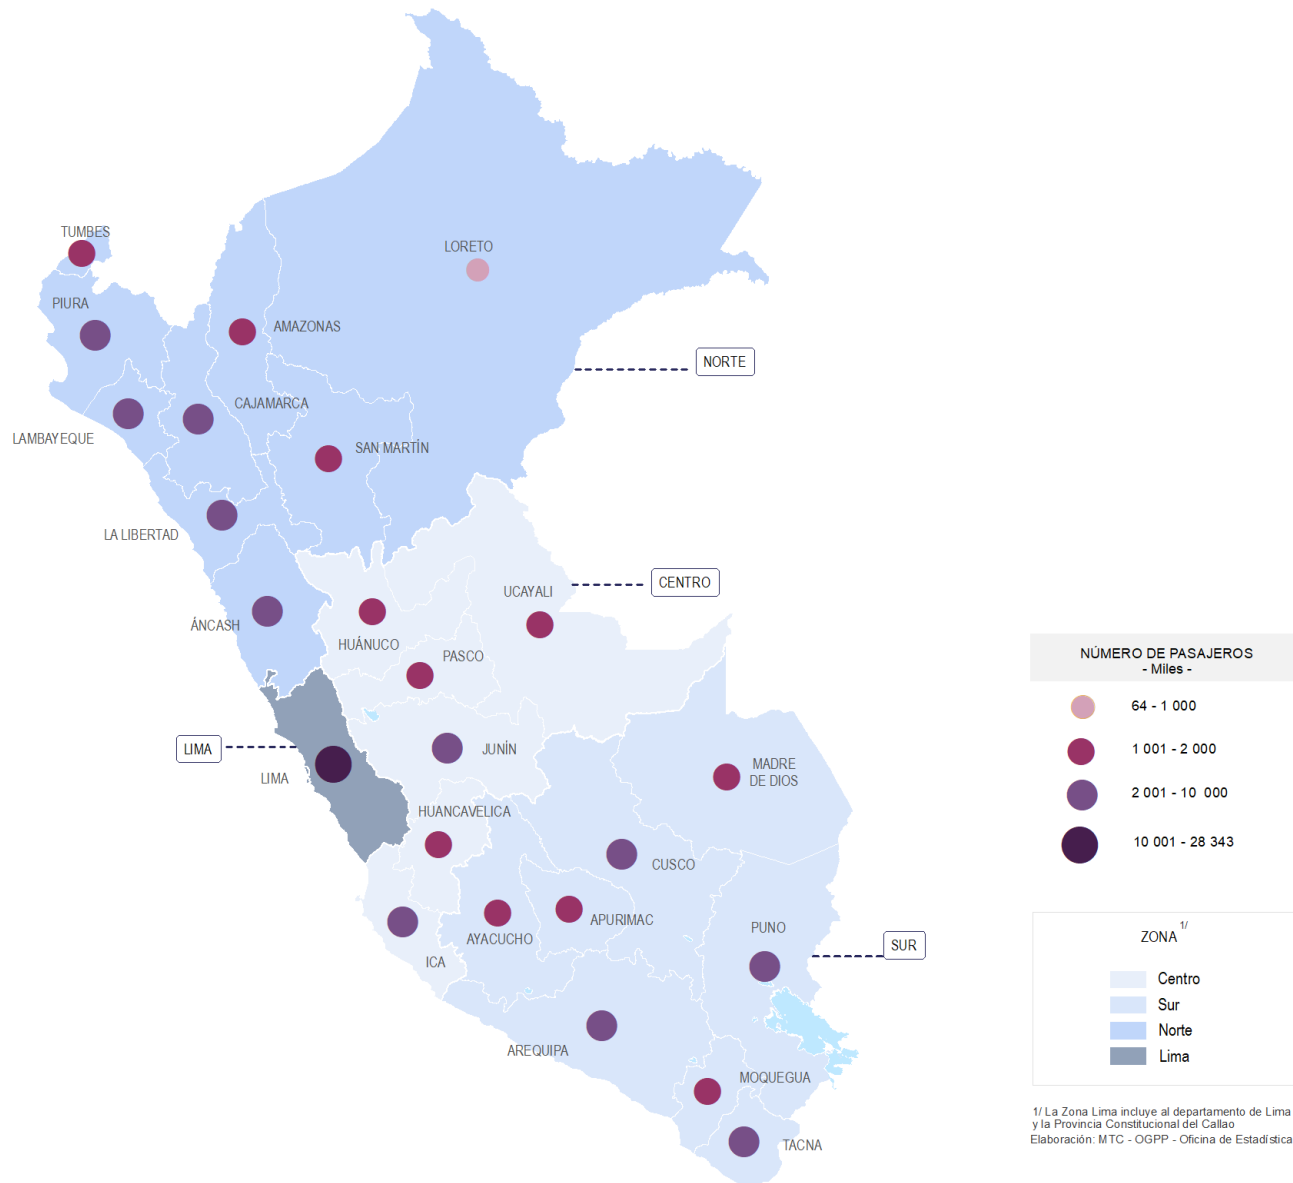 TUMBES
LORETO
PIURA
AMAZONAS
NORTE
CAJAMARCA
LAMBAYEQUE
SAN MARTÍN
LA LIBERTAD
CENTRO
UCAYALI
ÁNCASH
HUÁNUCO
PASCO
LIMA
JUNÍN
LIMA
MADRE
DE DIOS
HUANCAVELICA
CUSCO
APURIMAC
AYACUCHO
PUNO
SUR
ICA
AREQUIPA
MOQUEGUA
TACNA
NÚMERO DE PASAJEROS
- Miles -
64 - 1 000
1 001 - 2 000
2 001 - 10 000
10 001 - 28 343
ZONA 1/
Centro
Sur
Norte
Lima
1/ La Zona Lima incluye al departamento de Lima
y la Provincia Constitucional del Callao
Elaboración: MTC - OGPP - Oficina de Estadística